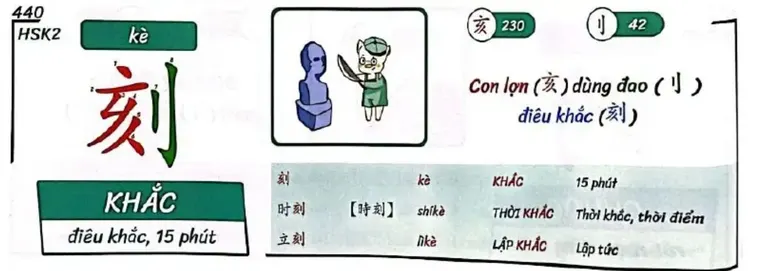 440
HSK2
kè
刻
KHẮC
điêu khắc, 15 phút
亥 230
刂 42
Con lợn (亥) dùng đao (刂)
điêu khắc (刻)
刻 kè KHẮC 15 phút
时刻 【時刻】 shíkè THỜI KHẮC Thời khắc, thời điểm
立刻 lìkè LẬP KHẮC Lập tức